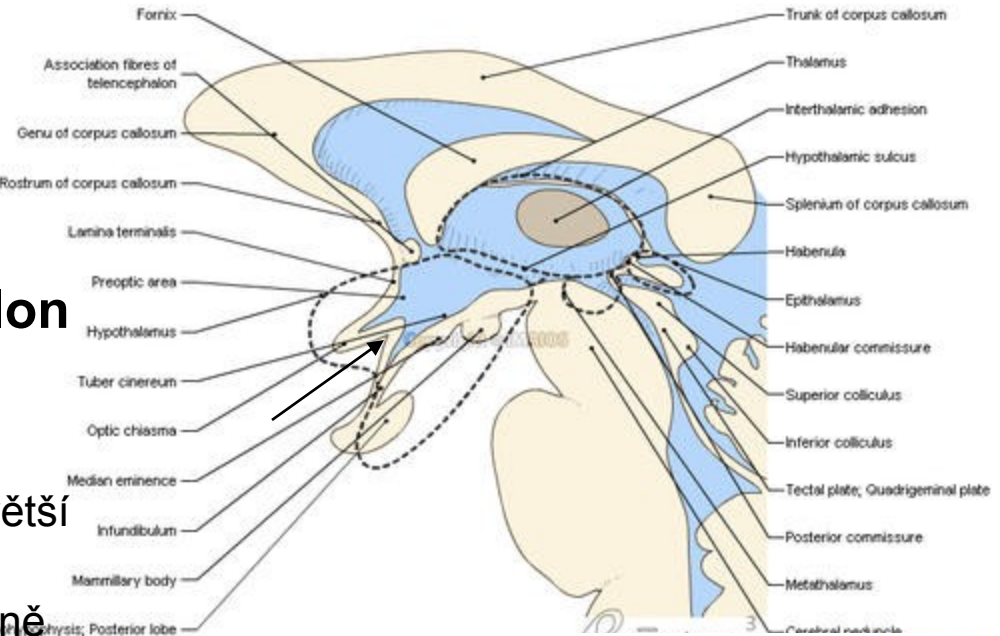 Fornix
Association fibres of
telencephalon
Genu of corpus callosum
Rostrum of corpus callosum
Lamina terminalis
Preoptic area
lon
Hypothalamus
Tuber cinereum
Optic chiasma
Median eminence
ětší
Infundibulum
Mammillary body
ně
ophysis; Posterior lobe
Trunk of corpus callosum
Thalamus
Interthalamic adhesion
Hypothalamic sulcus
Splenium of corpus callosum
Habenula
Epithalamus
Habenular commissure
Superior colliculus
Inferior colliculus
Tectal plate; Quadrigeminal plate
Posterior commissure
Metathalamus
Cerebral peduncle
3